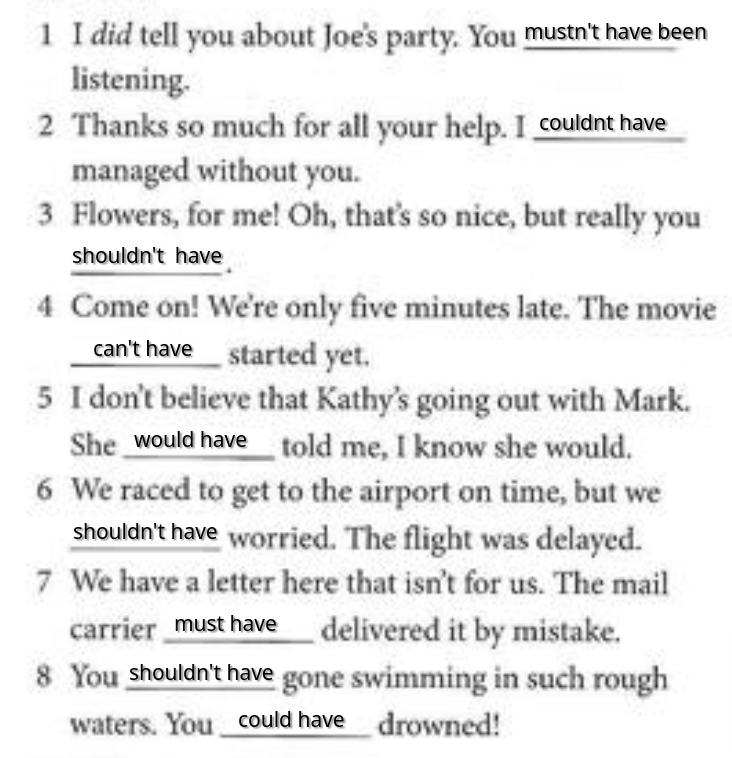 1 I did tell you about Joe's party. You mustn't have been
listening.
2 Thanks so much for all your help. I couldnt have
managed without you.
3 Flowers, for me! Oh, that's so nice, but really you
shouldn't have.
4 Come on! We're only five minutes late. The movie
can't have started yet.
5 I don't believe that Kathy's going out with Mark.
She would have told me, I know she would.
6 We raced to get to the airport on time, but we
shouldn't have worried. The flight was delayed.
7 We have a letter here that isn't for us. The mail
carrier must have delivered it by mistake.
8 You shouldn't have gone swimming in such rough
waters. You could have drowned!